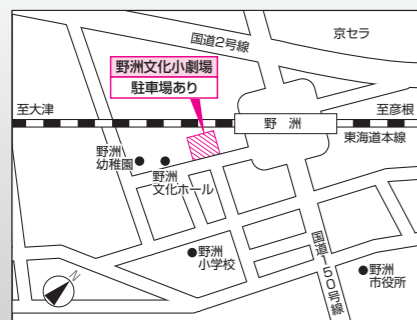 国道2号線
京セラ
野洲文化小劇場
駐車場あり
至大津
至彦根
野洲
東海道本線
野洲
幼稚園
野洲
文化ホール
国道150号線
野洲
小学校
野洲
市役所
N